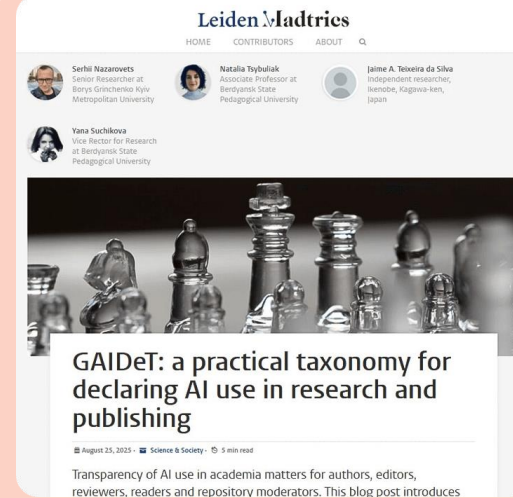 Leiden Madtrics
HOME CONTRIBUTORS ABOUT
Serhii Nazarovets
Senior Researcher at
Borys Grinchenko Kyiv
Metropolitan University
Natalia Tsybuliak
Associate Professor at
Berdyansk State
Pedagogical University
Jaime A. Teixeira da Silva
Independent researcher,
Ikenobe, Kagawa-ken,
Japan
Yana Suchikova
Vice Rector for Research
at Berdyansk State
Pedagogical University
GAIDeT: a practical taxonomy for
declaring AI use in research and
publishing
August 25, 2025 • Science & Society • 5 min read
Transparency of AI use in academia matters for authors, editors,
reviewers, readers and repository moderators. This blog post introduces